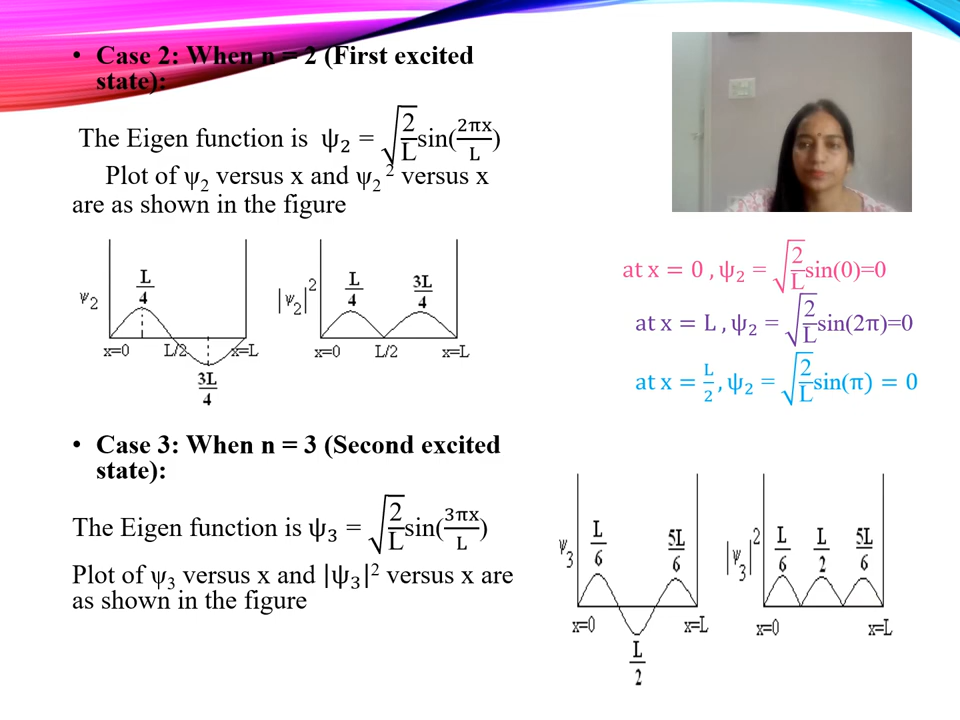 • Case 2: When n = 2 (First excited
state):
The Eigen function is ψ₂ = √(2/L) sin(2πx/L)
Plot of ψ₂ versus x and ψ₂² versus x
are as shown in the figure
ψ₂
L/4
x=0
L/2
x=L
3L/4
|ψ₂|²
L/4
3L/4
x=0
L/2
x=L
at x = 0 , ψ₂ = √(2/L) sin(0)=0
at x = L , ψ₂ = √(2/L) sin(2π)=0
at x = L/2, ψ₂ = √(2/L) sin(π) = 0
• Case 3: When n = 3 (Second excited
state):
The Eigen function is ψ₃ = √(2/L) sin(3πx/L)
Plot of ψ₃ versus x and |ψ₃|² versus x are
as shown in the figure
ψ₃
L/6
5L/6
x=0
x=L
L/2
|ψ₃|²
L/6
L/2
5L/6
x=0
x=L